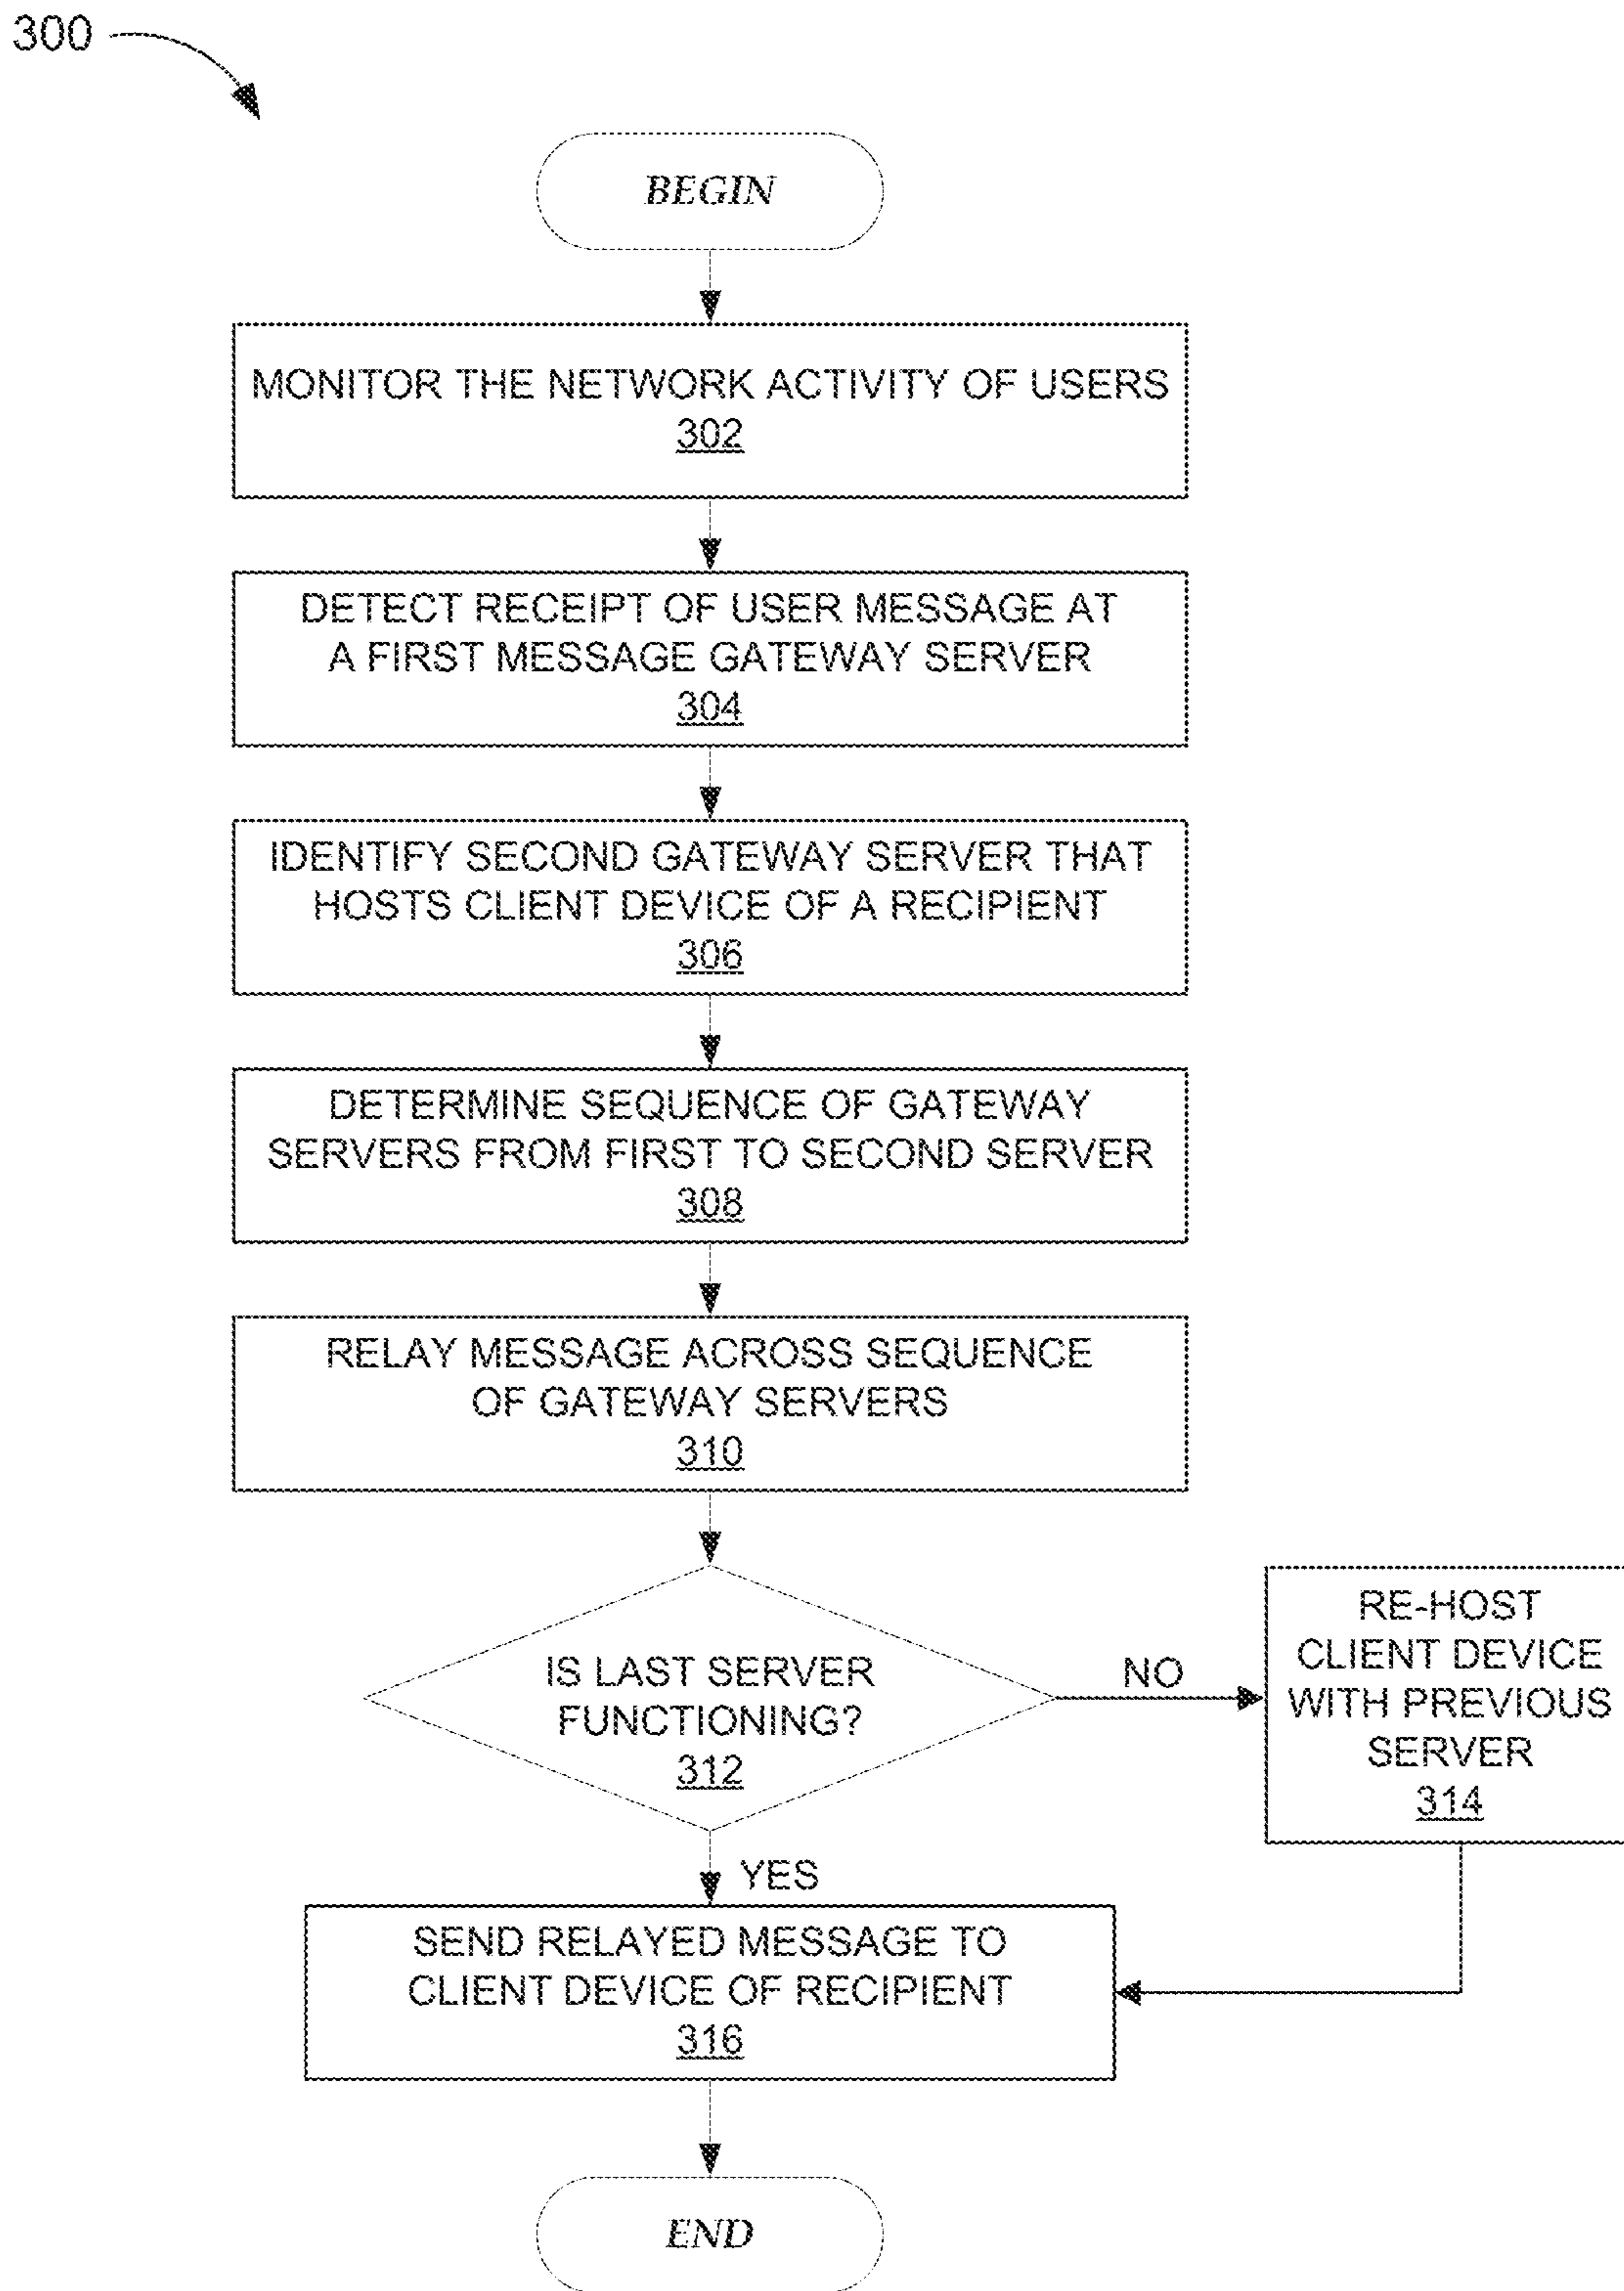 300
BEGIN
MONITOR THE NETWORK ACTIVITY OF USERS
302
DETECT RECEIPT OF USER MESSAGE AT
A FIRST MESSAGE GATEWAY SERVER
304
IDENTIFY SECOND GATEWAY SERVER THAT
HOSTS CLIENT DEVICE OF A RECIPIENT
306
DETERMINE SEQUENCE OF GATEWAY
SERVERS FROM FIRST TO SECOND SERVER
308
RELAY MESSAGE ACROSS SEQUENCE
OF GATEWAY SERVERS
310
IS LAST SERVER
FUNCTIONING?
312
NO
RE-HOST
CLIENT DEVICE
WITH PREVIOUS
SERVER
314
YES
SEND RELAYED MESSAGE TO
CLIENT DEVICE OF RECIPIENT
316
END